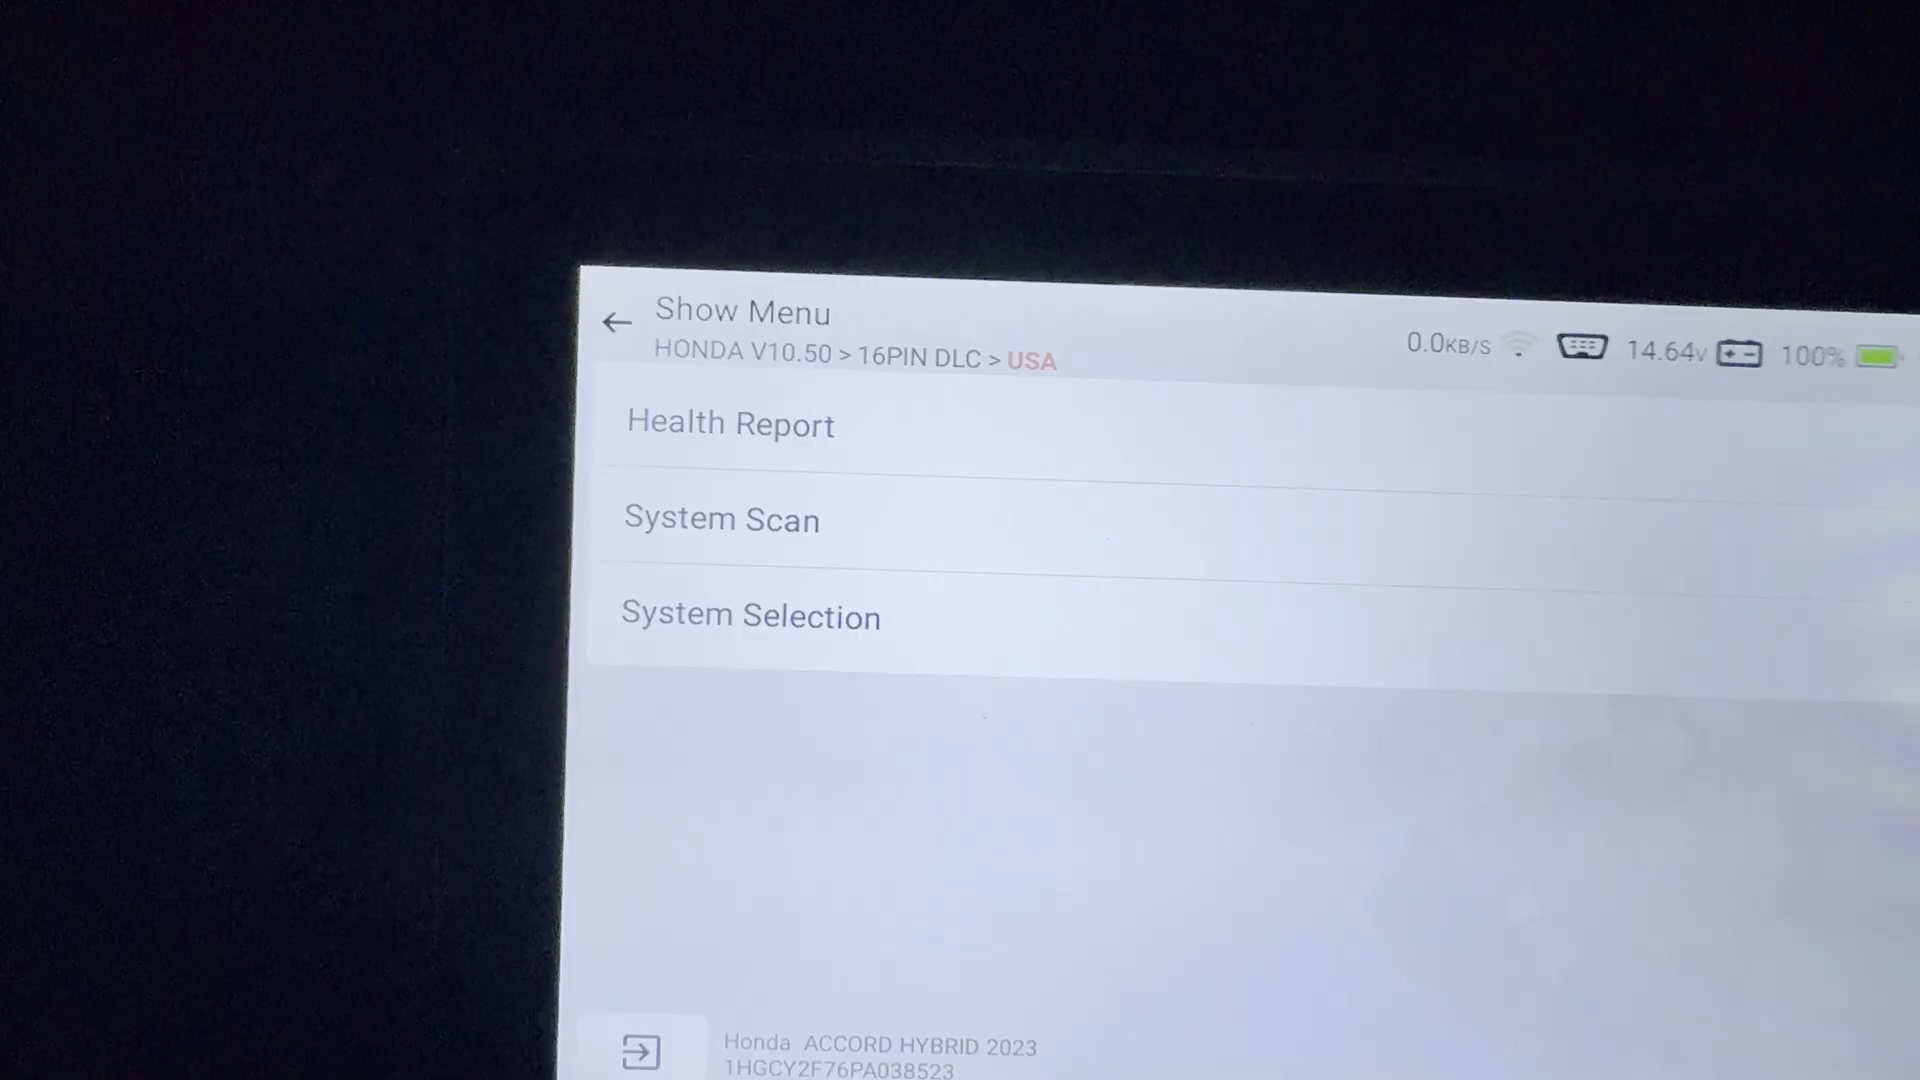 Show Menu
HONDA V10.50 > 16PIN DLC > USA
0.0KB/S 14.64V 100%
Health Report
System Scan
System Selection
Honda ACCORD HYBRID 2023
1HGCY2F76PA038523